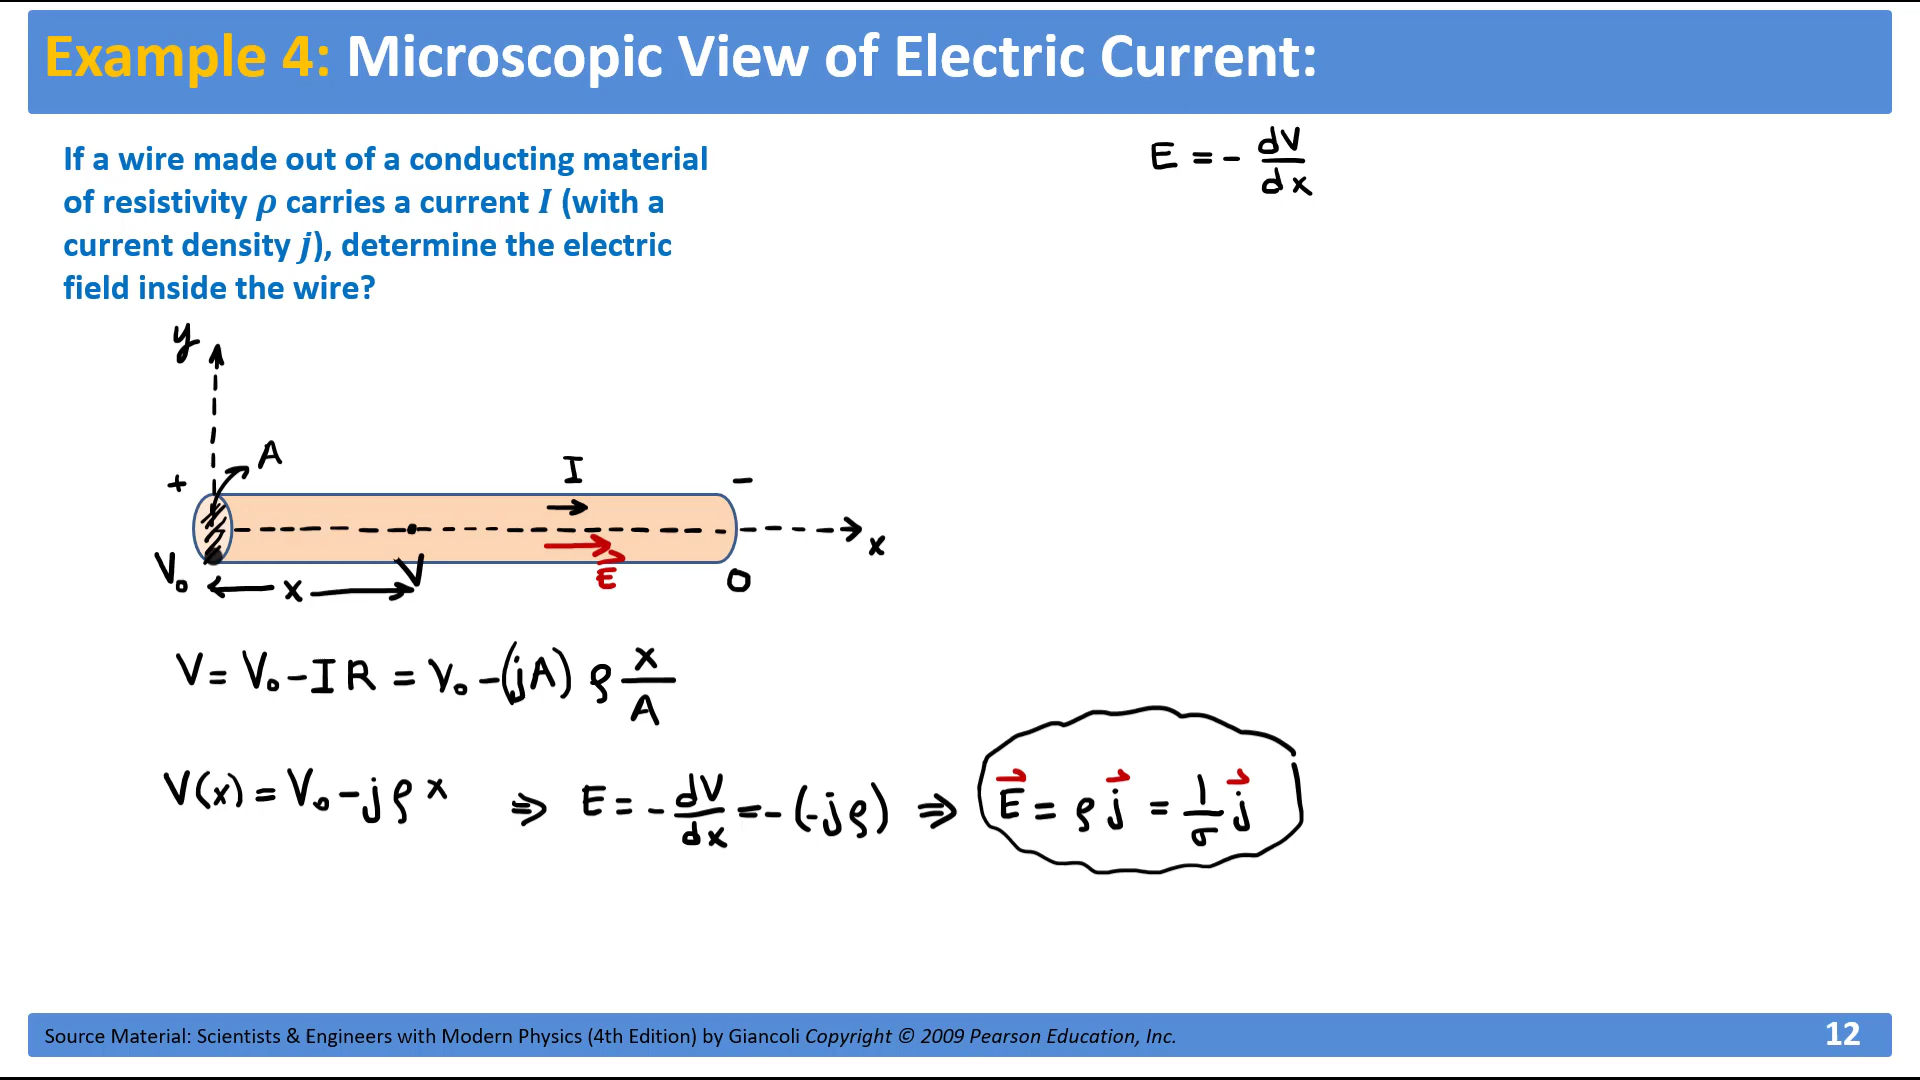 Example 4: Microscopic View of Electric Current:
If a wire made out of a conducting material
of resistivity ρ carries a current I (with a
current density j), determine the electric
field inside the wire?
E = - dV/dx
y
A
+ I -
x
E⃗
V₀ x V 0
V = V₀ - I R = V₀ - (jA) ρ x/A
V(x) = V₀ - jρx ⇒ E = - dV/dx = - (-jρ) ⇒ E⃗ = ρ j⃗ = 1/σ j⃗
Source Material: Scientists & Engineers with Modern Physics (4th Edition) by Giancoli Copyright © 2009 Pearson Education, Inc.
12